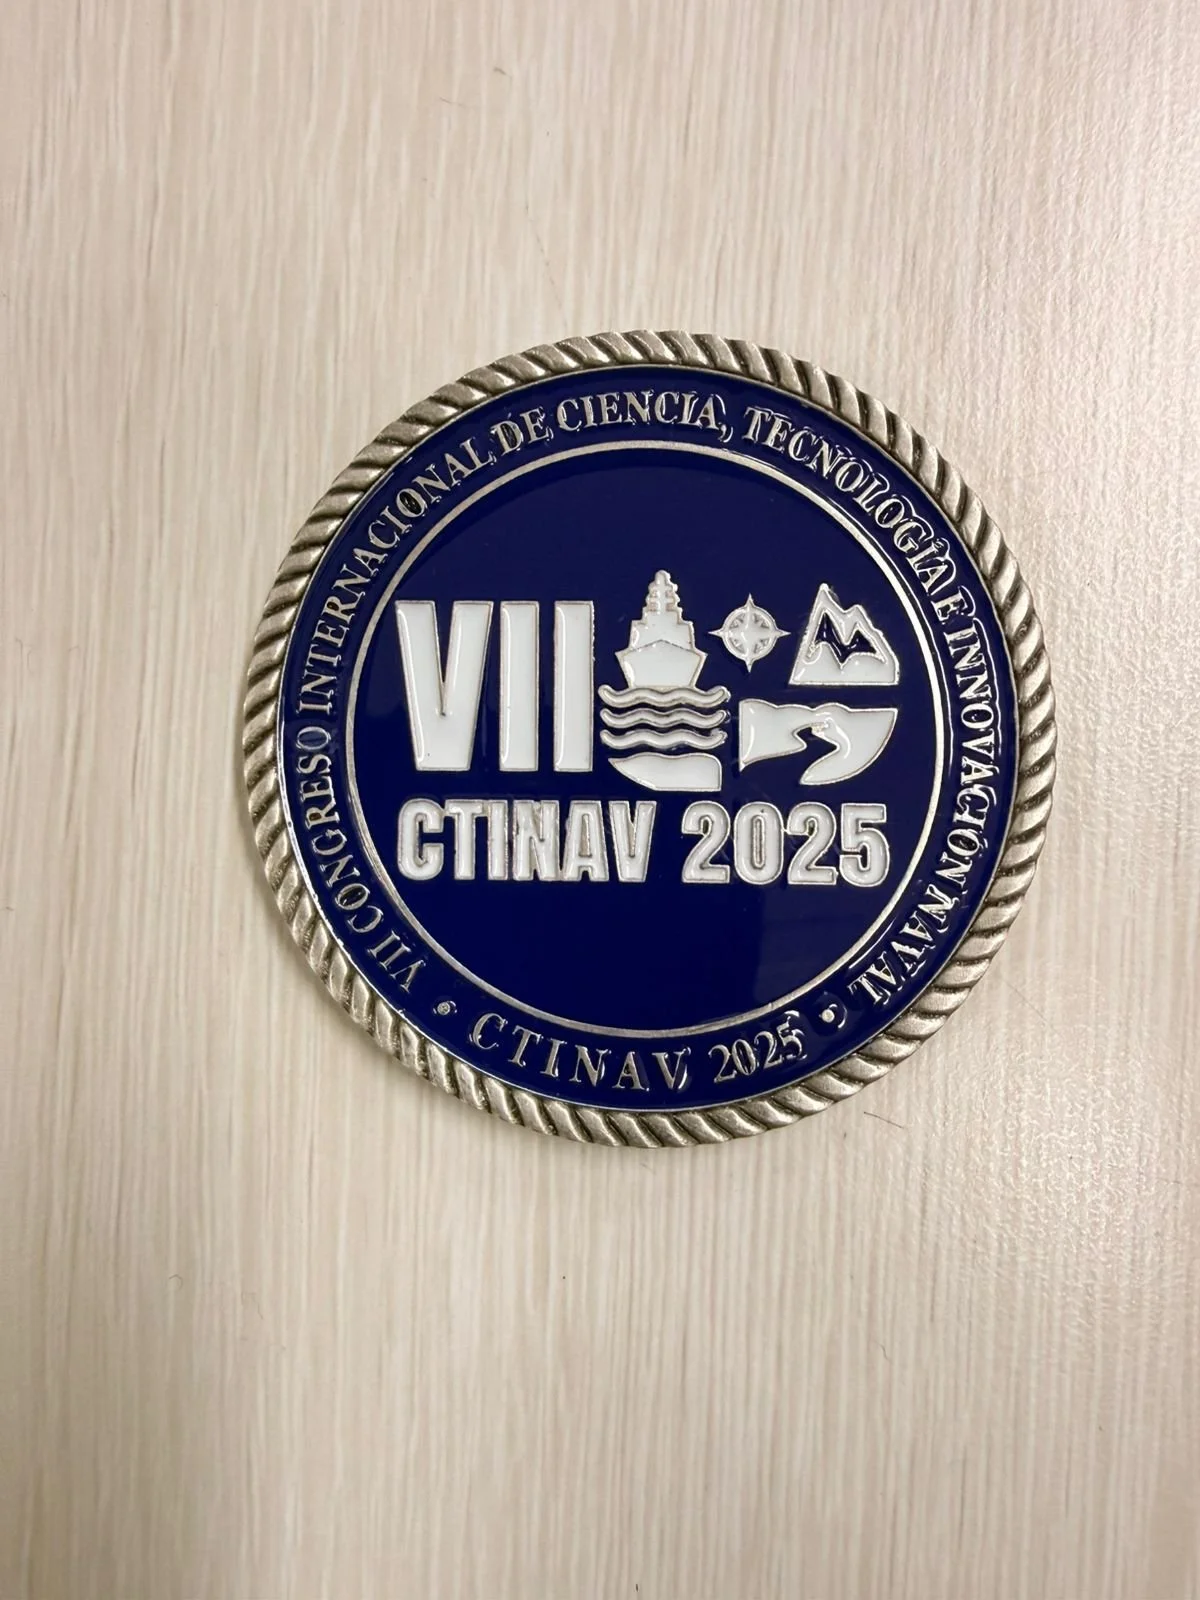 VII CONGRESO INTERNACIONAL DE CIENCIA, TECNOLOGÍA E INNOVACIÓN NAVAL
VII
CTINAV 2025
• CTINAV 2025 •